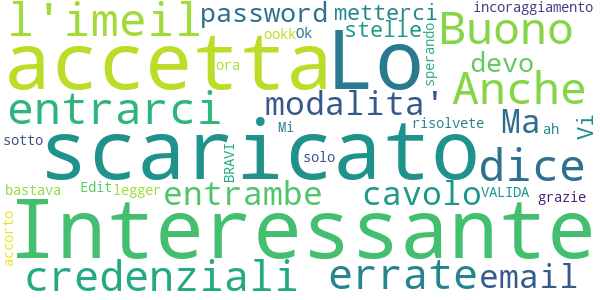 l'imeil password metterci incoraggiamento
ookk Ok stelle Buono
accetta Lo sperando devo
ora Anche
entrarci modalita'
Mi risolvete Ma ah Vi
sotto scaricato solo dice
BRAVI
bastava Edit legger entrambe cavolo VALIDA grazie
accorto Interessante
credenziali errate email